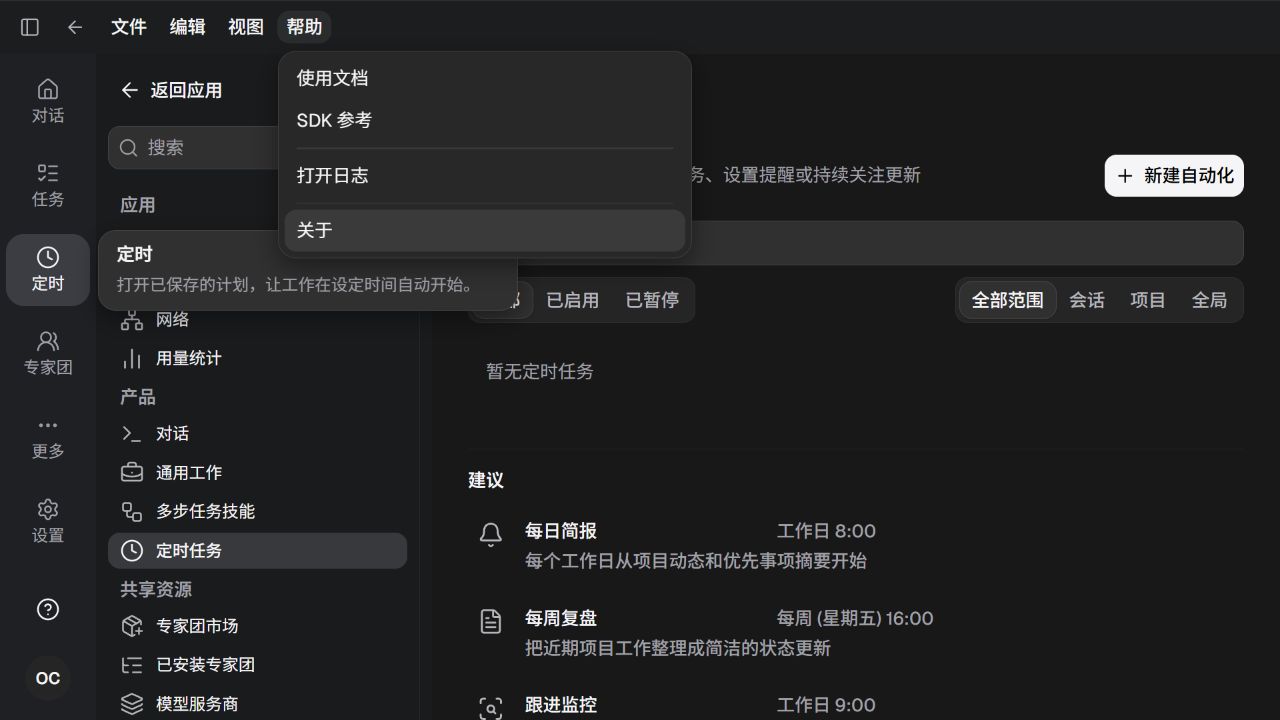 文件 编辑 视图 帮助
使用文档
SDK 参考
打开日志
关于
对话
任务
定时
专家团
更多
设置
OC
返回应用
搜索
应用
定时
打开已保存的计划，让工作在设定时间自动开始。
网络
用量统计
产品
对话
通用工作
多步任务技能
定时任务
共享资源
专家团市场
已安装专家团
模型服务商
、设置提醒或持续关注更新
新建自动化
已启用 已暂停
全部范围 会话 项目 全局
暂无定时任务
建议
每日简报 工作日 8:00
每个工作日从项目动态和优先事项摘要开始
每周复盘 每周 (星期五) 16:00
把近期项目工作整理成简洁的状态更新
跟进监控 工作日 9:00